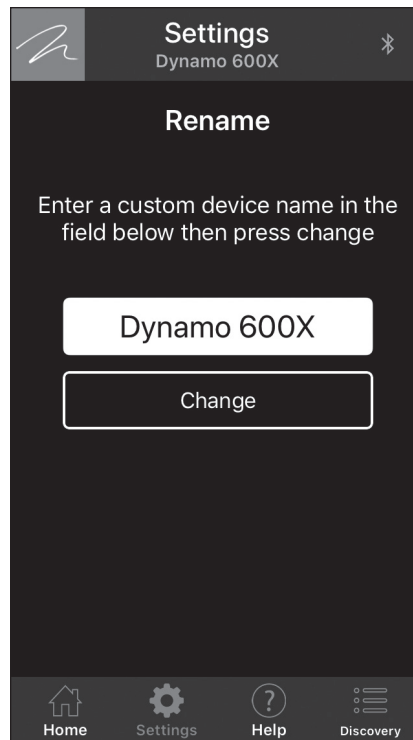 Settings
Dynamo 600X
Rename
Enter a custom device name in the
field below then press change
Dynamo 600X
Change
Home
Settings
Help
Discovery